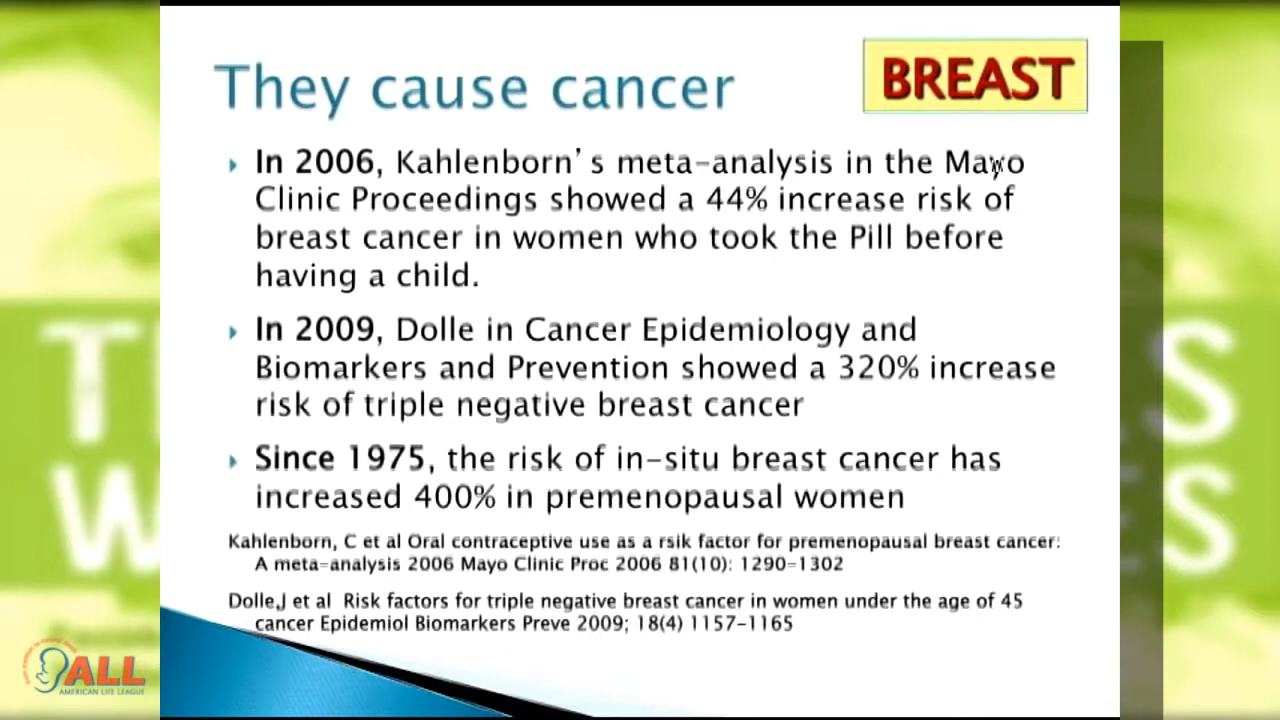 They cause cancer
BREAST
In 2006, Kahlenborn's meta-analysis in the Mayo
Clinic Proceedings showed a 44% increase risk of
breast cancer in women who took the Pill before
having a child.
In 2009, Dolle in Cancer Epidemiology and
Biomarkers and Prevention showed a 320% increase
risk of triple negative breast cancer
Since 1975, the risk of in-situ breast cancer has
increased 400% in premenopausal women
Kahlenborn, C et al Oral contraceptive use as a rsik factor for premenopausal breast cancer:
A meta-analysis 2006 Mayo Clinic Proc 2006 81(10): 1290-1302
Dolle,J et al Risk factors for triple negative breast cancer in women under the age of 45
cancer Epidemiol Biomarkers Preve 2009; 18(4) 1157-1165
ALL
AMERICAN LIFE LEAGUE